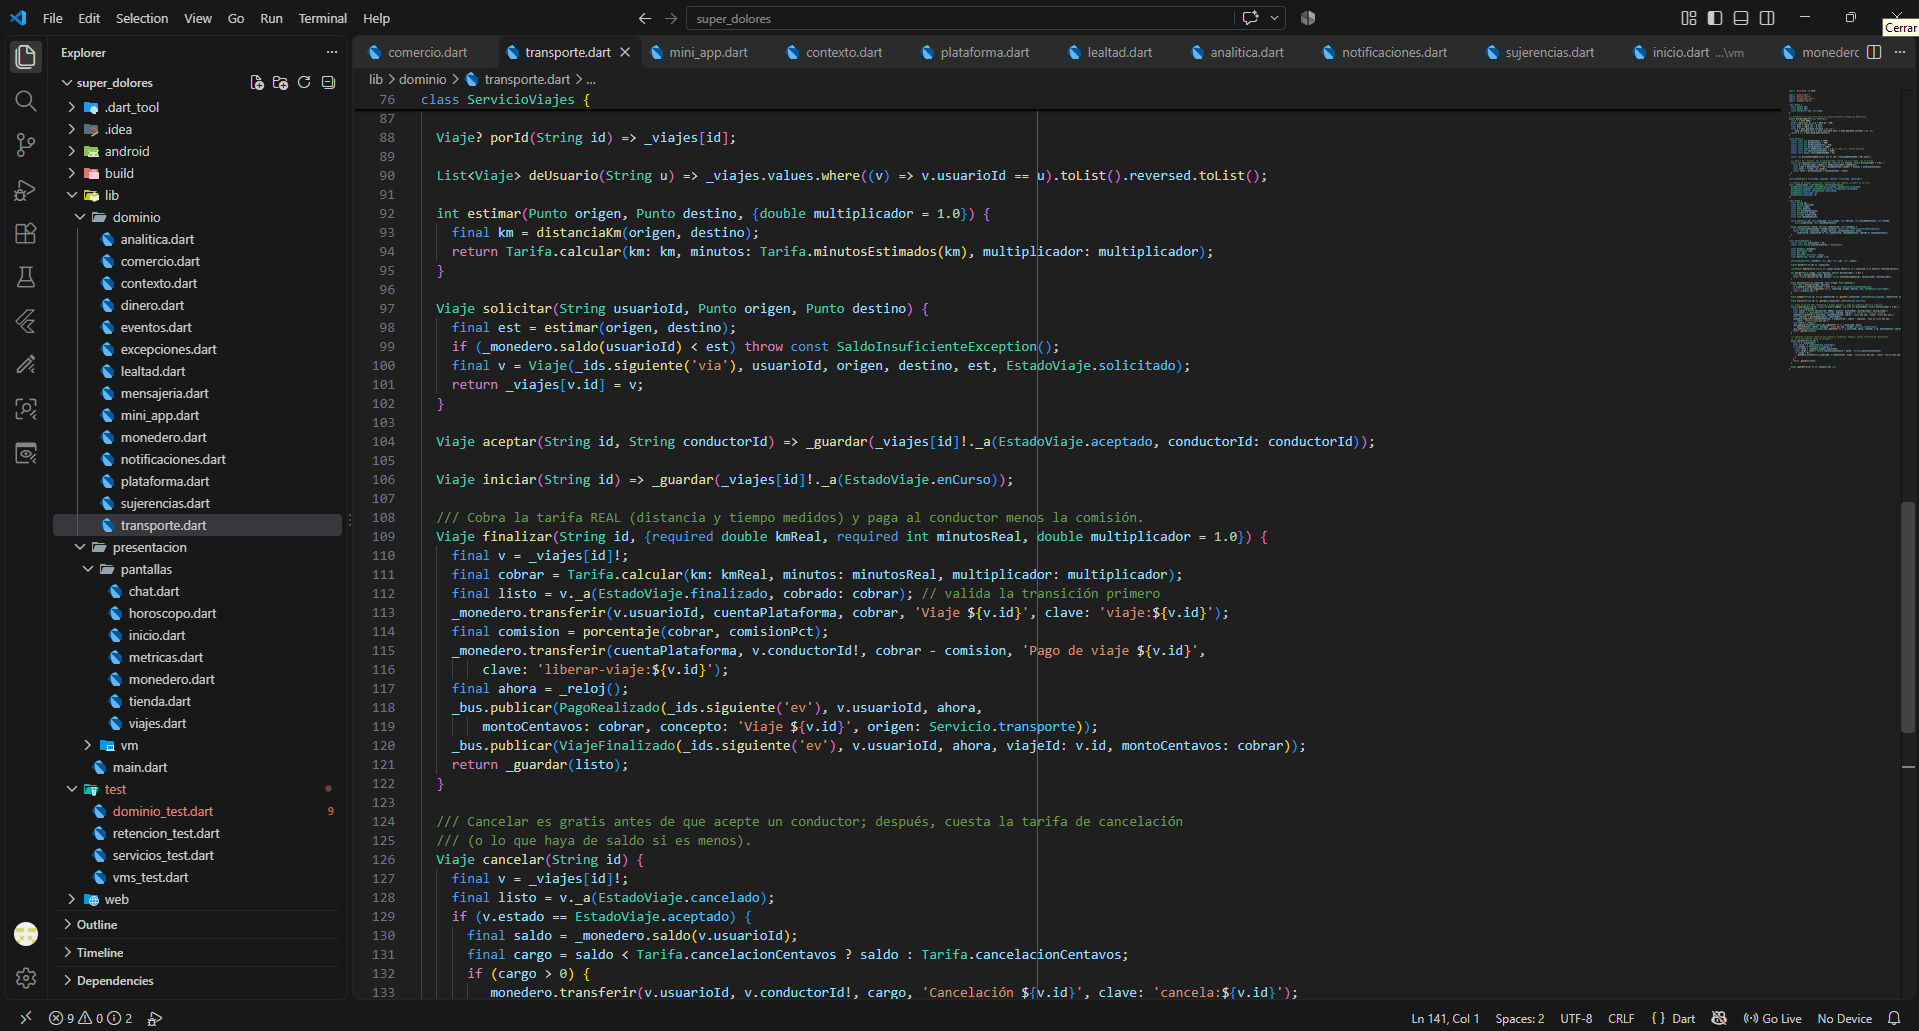 File Edit Selection View Go Run Terminal Help
super_dolores
Cerrar
Explorer
comercio.dart
transporte.dart
mini_app.dart
contexto.dart
plataforma.dart
lealtad.dart
analitica.dart
notificaciones.dart
sujerencias.dart
inicio.dart ...\vm
monederc
super_dolores
.dart_tool
.idea
android
build
lib
dominio
analitica.dart
comercio.dart
contexto.dart
dinero.dart
eventos.dart
excepciones.dart
lealtad.dart
mensajeria.dart
mini_app.dart
monedero.dart
notificaciones.dart
plataforma.dart
sujerencias.dart
transporte.dart
presentacion
pantallas
chat.dart
horoscopo.dart
inicio.dart
metricas.dart
monedero.dart
tienda.dart
viajes.dart
vm
main.dart
test
dominio_test.dart 9
retencion_test.dart
servicios_test.dart
vms_test.dart
web
Outline
Timeline
Dependencies
lib > dominio > transporte.dart > ...
76 class ServicioViajes {
87
88 Viaje? porId(String id) => _viajes[id];
89
90 List<Viaje> deUsuario(String u) => _viajes.values.where((v) => v.usuarioId == u).toList().reversed.toList();
91
92 int estimar(Punto origen, Punto destino, {double multiplicador = 1.0}) {
93 final km = distanciaKm(origen, destino);
94 return Tarifa.calcular(km: km, minutos: Tarifa.minutosEstimados(km), multiplicador: multiplicador);
95 }
96
97 Viaje solicitar(String usuarioId, Punto origen, Punto destino) {
98 final est = estimar(origen, destino);
99 if (_monedero.saldo(usuarioId) < est) throw const SaldoInsuficienteException();
100 final v = Viaje(_ids.siguiente('via'), usuarioId, origen, destino, est, EstadoViaje.solicitado);
101 return _viajes[v.id] = v;
102 }
103
104 Viaje aceptar(String id, String conductorId) => _guardar(_viajes[id]!._a(EstadoViaje.aceptado, conductorId: conductorId));
105
106 Viaje iniciar(String id) => _guardar(_viajes[id]!._a(EstadoViaje.enCurso));
107
108 /// Cobra la tarifa REAL (distancia y tiempo medidos) y paga al conductor menos la comisión.
109 Viaje finalizar(String id, {required double kmReal, required int minutosReal, double multiplicador = 1.0}) {
110 final v = _viajes[id]!;
111 final cobrar = Tarifa.calcular(km: kmReal, minutos: minutosReal, multiplicador: multiplicador);
112 final listo = v._a(EstadoViaje.finalizado, cobrado: cobrar); // valida la transición primero
113 _monedero.transferir(v.usuarioId, cuentaPlataforma, cobrar, 'Viaje ${v.id}', clave: 'viaje:${v.id}');
114 final comision = porcentaje(cobrar, comisionPct);
115 _monedero.transferir(cuentaPlataforma, v.conductorId!, cobrar - comision, 'Pago de viaje ${v.id}',
116 clave: 'liberar-viaje:${v.id}');
117 final ahora = _reloj();
118 _bus.publicar(PagoRealizado(_ids.siguiente('ev'), v.usuarioId, ahora,
119 montoCentavos: cobrar, concepto: 'Viaje ${v.id}', origen: Servicio.transporte));
120 _bus.publicar(ViajeFinalizado(_ids.siguiente('ev'), v.usuarioId, ahora, viajeId: v.id, montoCentavos: cobrar));
121 return _guardar(listo);
122 }
123
124 /// Cancelar es gratis antes de que acepte un conductor; después, cuesta la tarifa de cancelación
125 /// (o lo que haya de saldo si es menos).
126 Viaje cancelar(String id) {
127 final v = _viajes[id]!;
128 final listo = v._a(EstadoViaje.cancelado);
129 if (v.estado == EstadoViaje.aceptado) {
130 final saldo = _monedero.saldo(v.usuarioId);
131 final cargo = saldo < Tarifa.cancelacionCentavos ? saldo : Tarifa.cancelacionCentavos;
132 if (cargo > 0) {
133 monedero.transferir(v.usuarioId, v.conductorId!, cargo, 'Cancelación ${v.id}', clave: 'cancela:${v.id}');
9 0 2
Ln 141, Col 1 Spaces: 2 UTF-8 CRLF { } Dart Go Live No Device